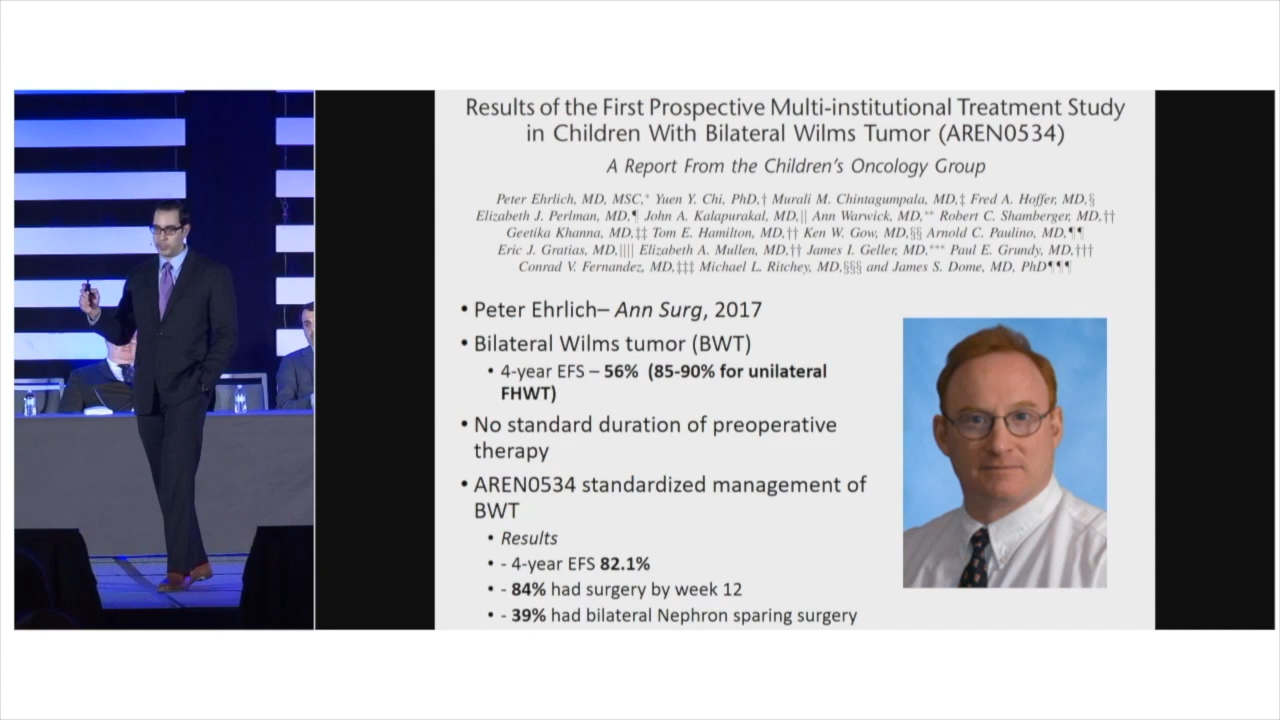 Results of the First Prospective Multi-institutional Treatment Study
in Children With Bilateral Wilms Tumor (AREN0534)
A Report From the Children's Oncology Group
Peter Ehrlich, MD, MSC,* Yuen Y. Chi, PhD,† Murali M. Chintagumpala, MD,‡ Fred A. Hoffer, MD,§
Elizabeth J. Perlman, MD,¶ John A. Kalapurakal, MD,|| Ann Warwick, MD,** Robert C. Shamberger, MD,††
Geetika Khanna, MD,‡‡ Tom E. Hamilton, MD,†† Ken W. Gow, MD,§§ Arnold C. Paulino, MD,¶¶
Eric J. Gratias, MD,|||| Elizabeth A. Mullen, MD,†† James I. Geller, MD,*** Paul E. Grundy, MD,†††
Conrad V. Fernandez, MD,‡‡‡ Michael L. Ritchey, MD,§§§ and James S. Dome, MD, PhD¶¶¶
• Peter Ehrlich– Ann Surg, 2017
• Bilateral Wilms tumor (BWT)
• 4-year EFS – 56% (85-90% for unilateral
FHWT)
• No standard duration of preoperative
therapy
• AREN0534 standardized management of
BWT
• Results
• - 4-year EFS 82.1%
• - 84% had surgery by week 12
• - 39% had bilateral Nephron sparing surgery